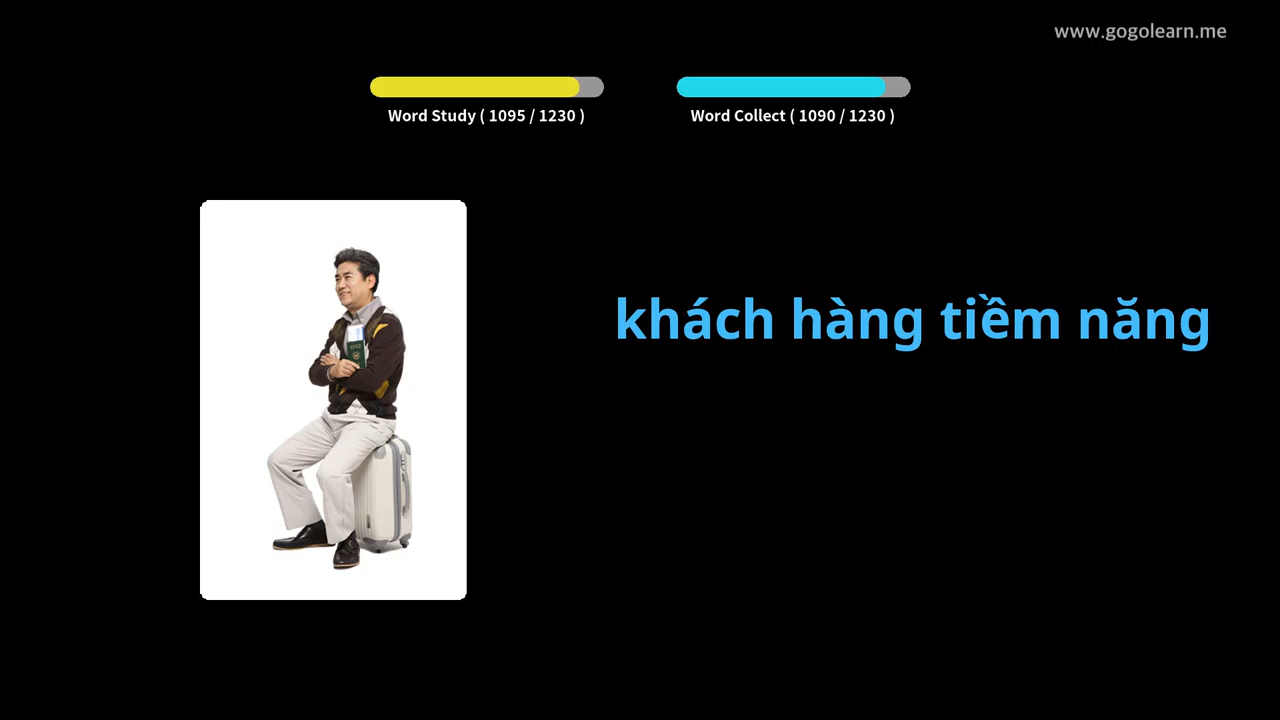 www.gogolearn.me
Word Study ( 1095 / 1230 )
Word Collect ( 1090 / 1230 )
khách hàng tiềm năng